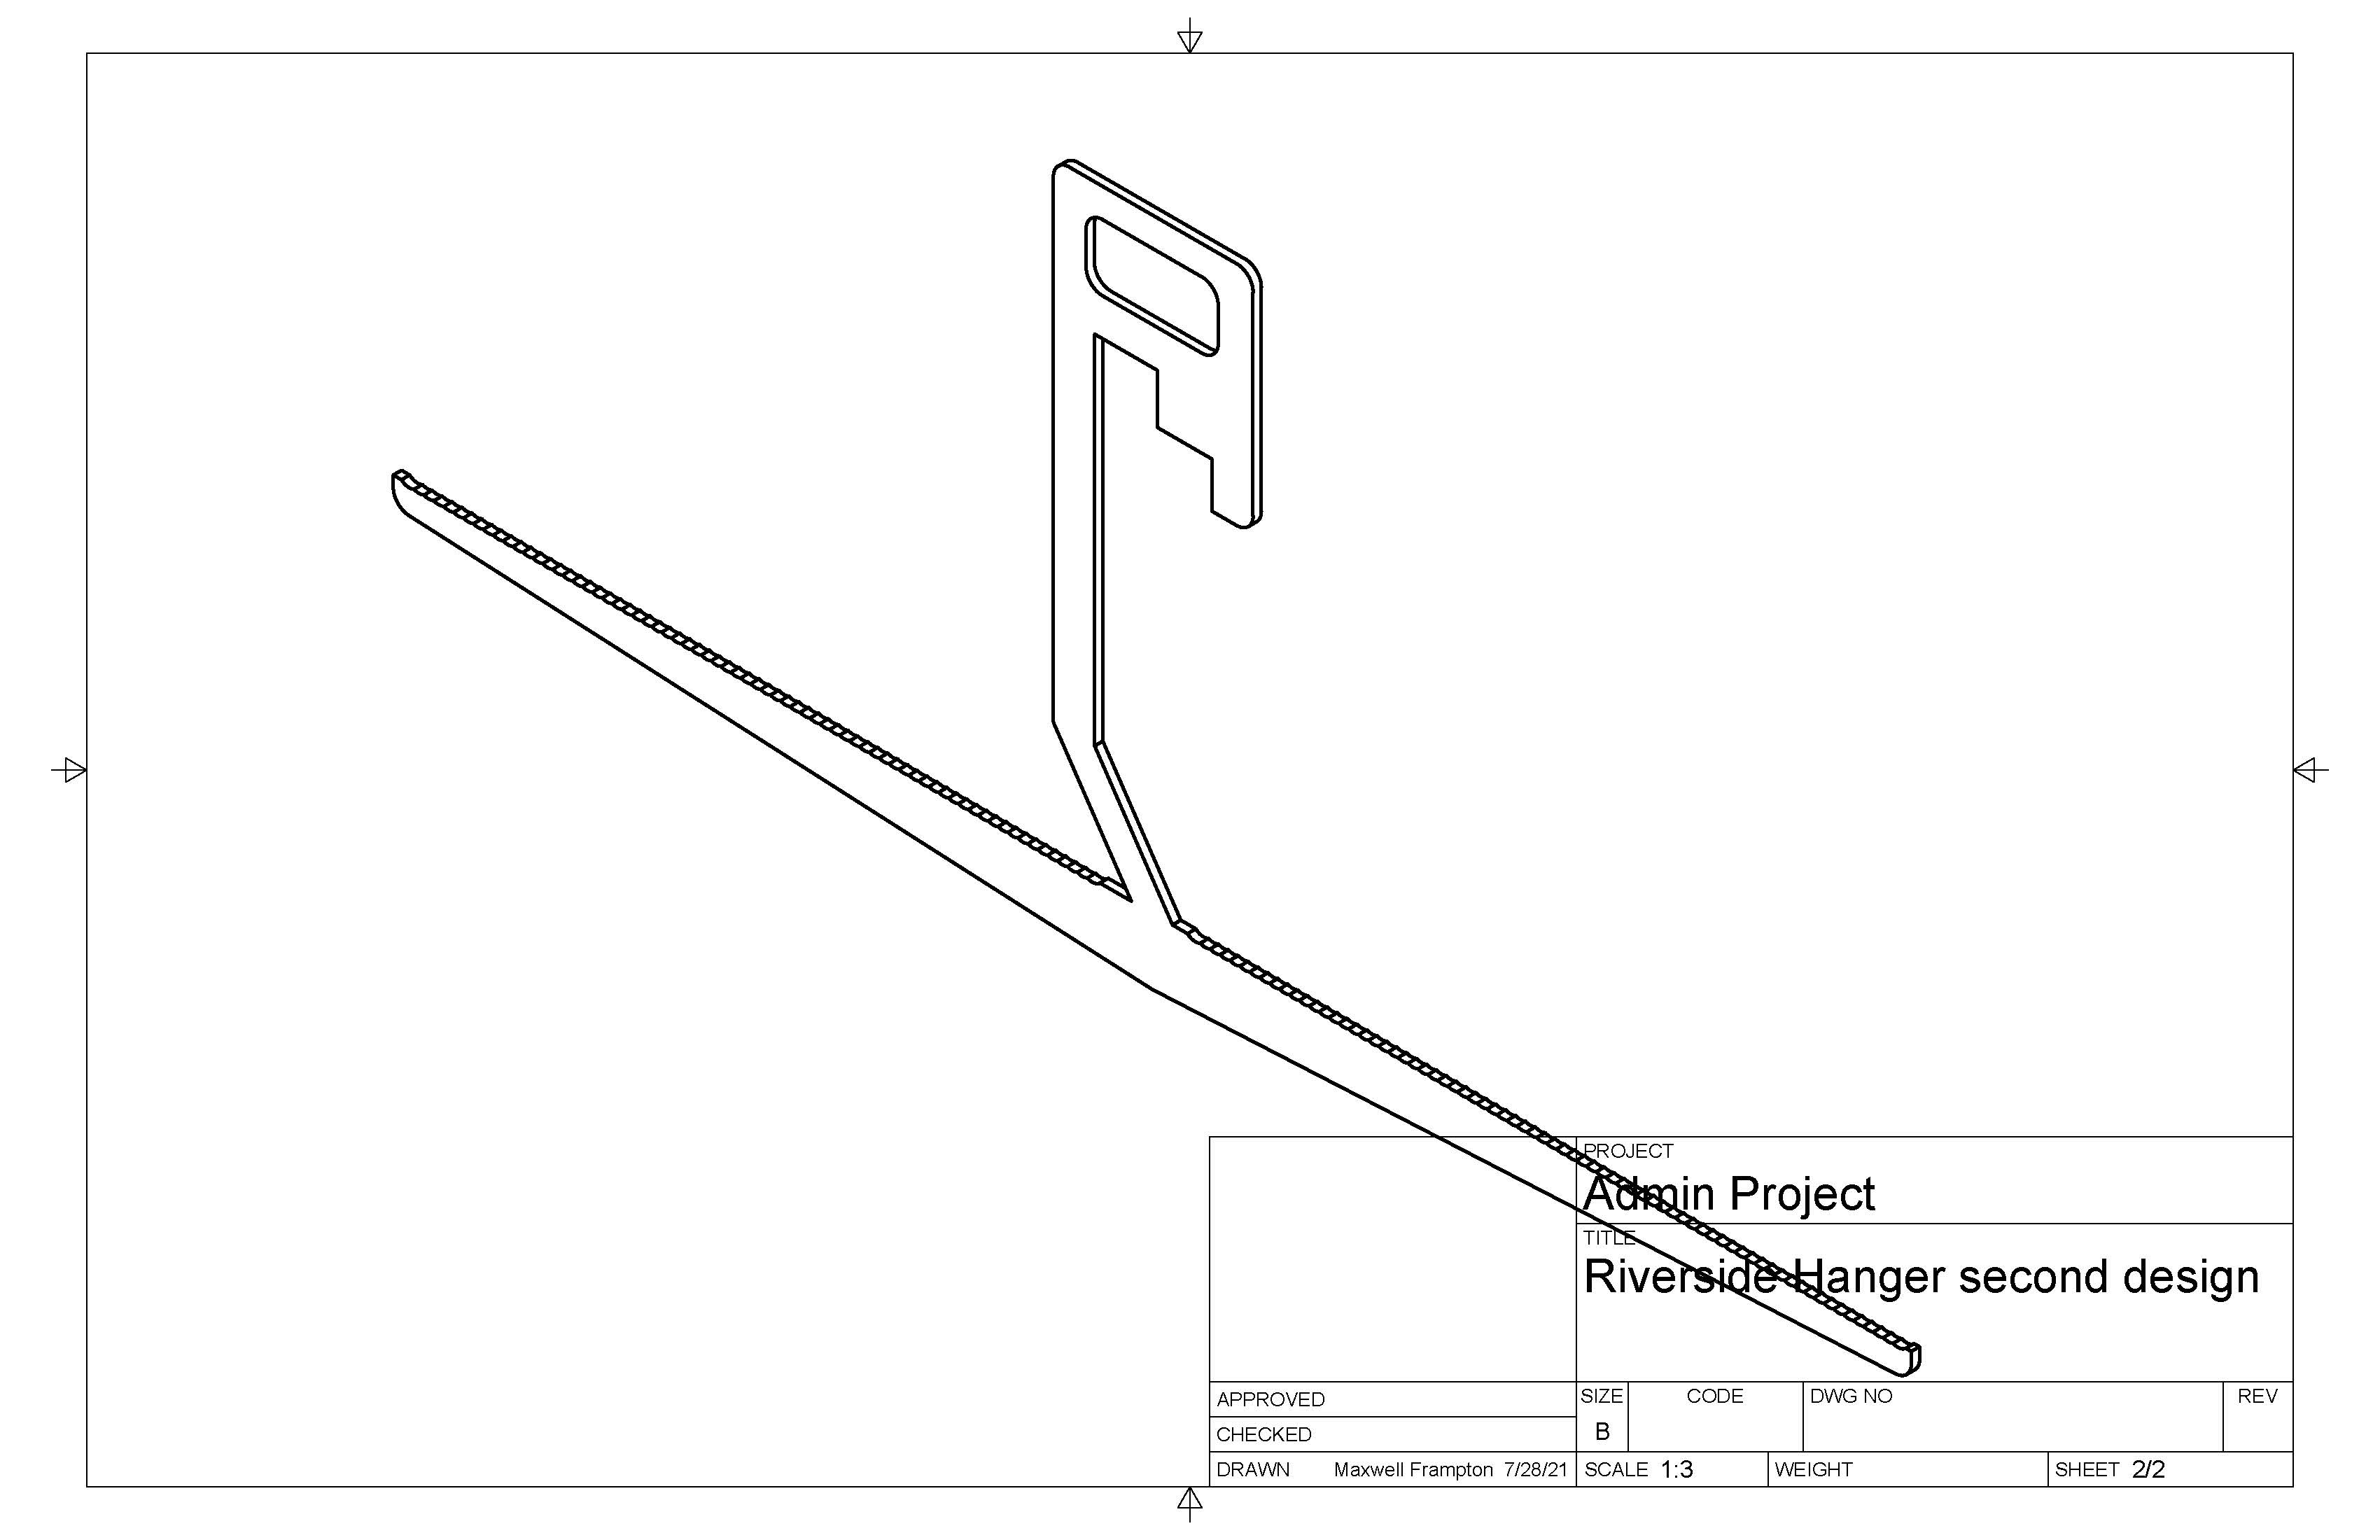 PROJECT
Admin Project
TITLE
Riverside Hanger second design
APPROVED
CHECKED
DRAWN Maxwell Frampton 7/28/21
SIZE CODE DWG NO REV
B
SCALE 1:3 WEIGHT SHEET 2/2